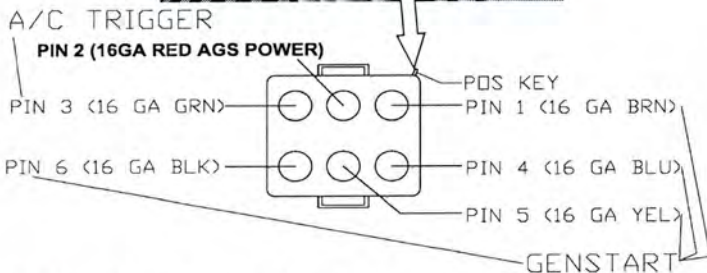 A/C TRIGGER
PIN 2 (16GA RED AGS POWER)
POS KEY
PIN 3 (16 GA GRN)
PIN 1 (16 GA BRN)
PIN 6 (16 GA BLK)
PIN 4 (16 GA BLU)
PIN 5 (16 GA YEL)
GENSTART